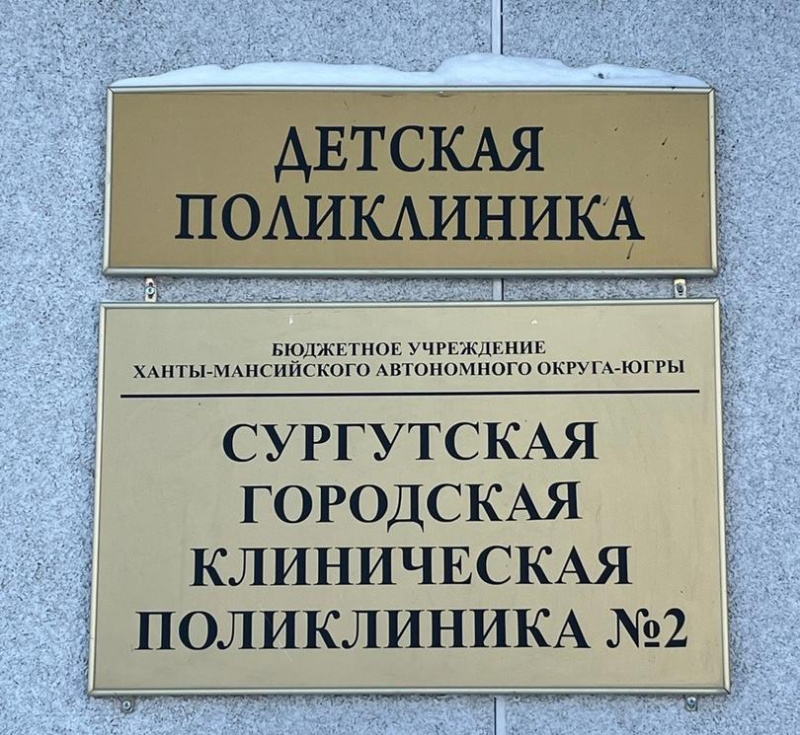 ДЕТСКАЯ
ПОЛИКЛИНИКА
БЮДЖЕТНОЕ УЧРЕЖДЕНИЕ
ХАНТЫ-МАНСИЙСКОГО АВТОНОМНОГО ОКРУГА-ЮГРЫ
СУРГУТСКАЯ
ГОРОДСКАЯ
КЛИНИЧЕСКАЯ
ПОЛИКЛИНИКА №2